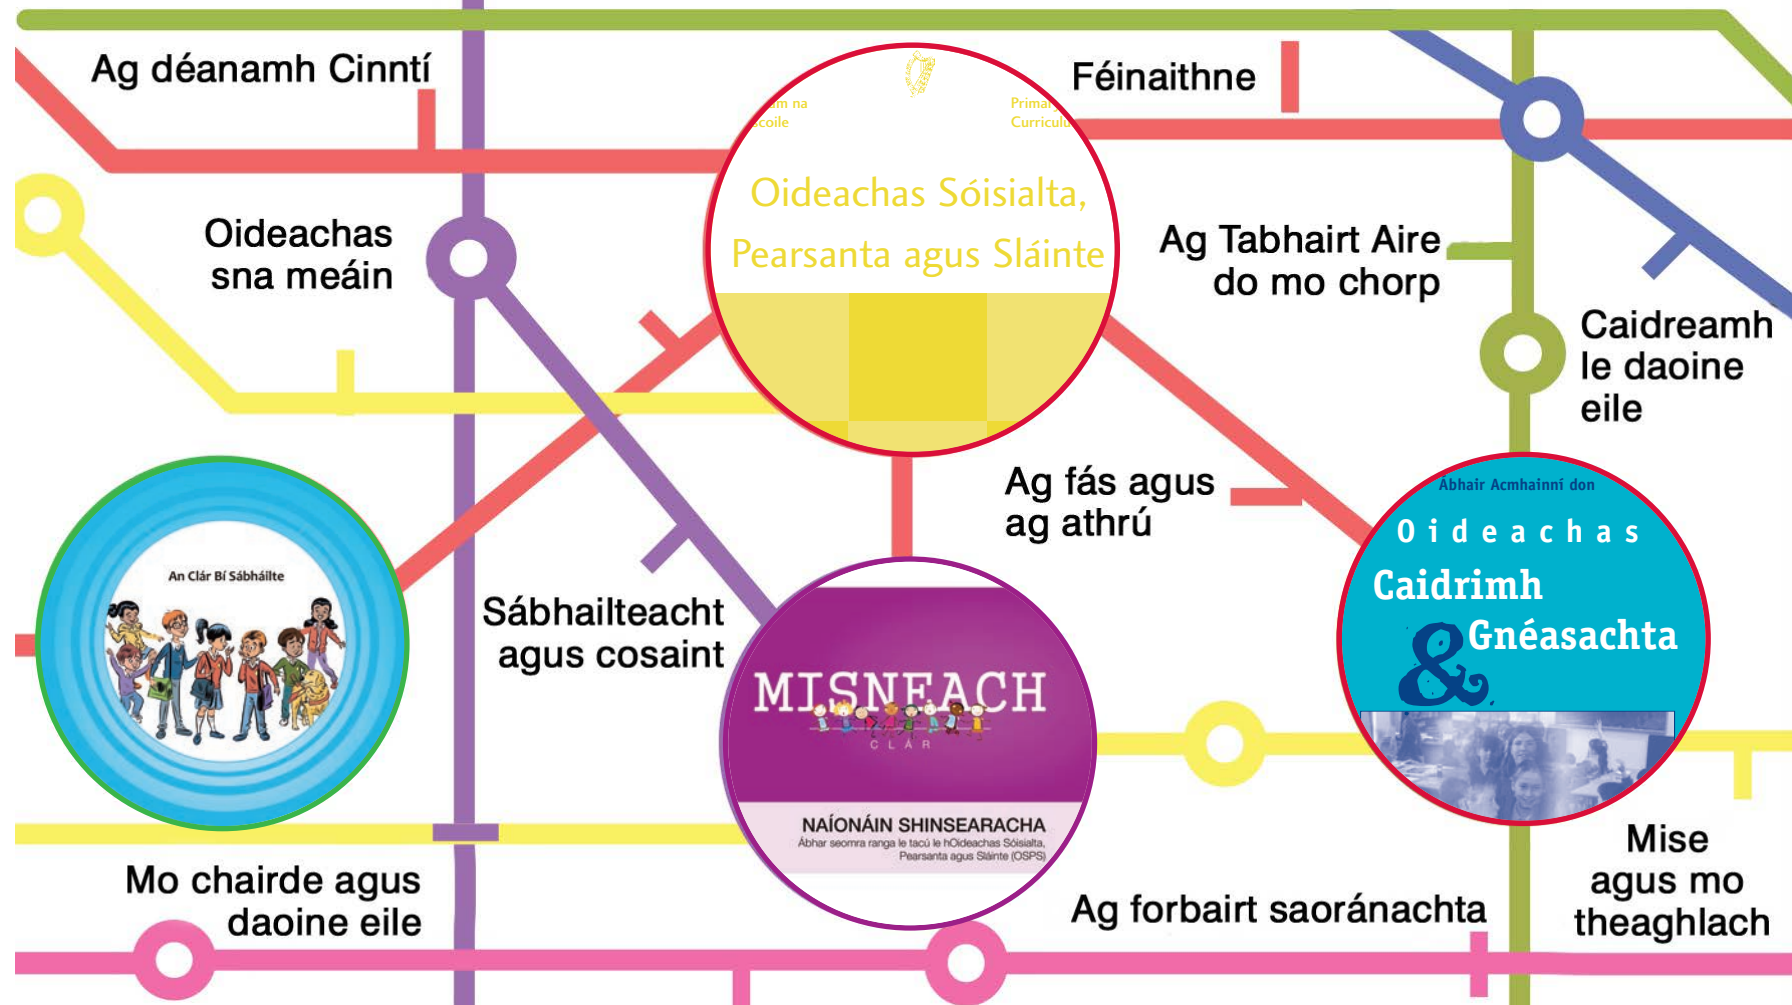 Ag déanamh Cinntí
Féinaithne
na
Curricul
Oideachas Sóisialta,
Pearsanta agus Sláinte
Oideachas
sna meáin
Ag Tabhairt Aire
do mo chorp
Caidreamh
le daoine
eile
Ag fás agus
ag athrú
Ábhair Acmhainní don
Oideachas
Caidrimh
& Gnéasachta
An Clár Bí Sábháilte
Sábhailteacht
agus cosaint
MISNEACH
CLÁR
NAÍONÁIN SHINSEARACHA
Ábhar seomra ranga le tacú le hOideachas Sóisialta,
Pearsanta agus Sláinte (OSPS)
Mo chairde agus
daoine eile
Ag forbairt saoránachta
Mise
agus mo
theaghlach